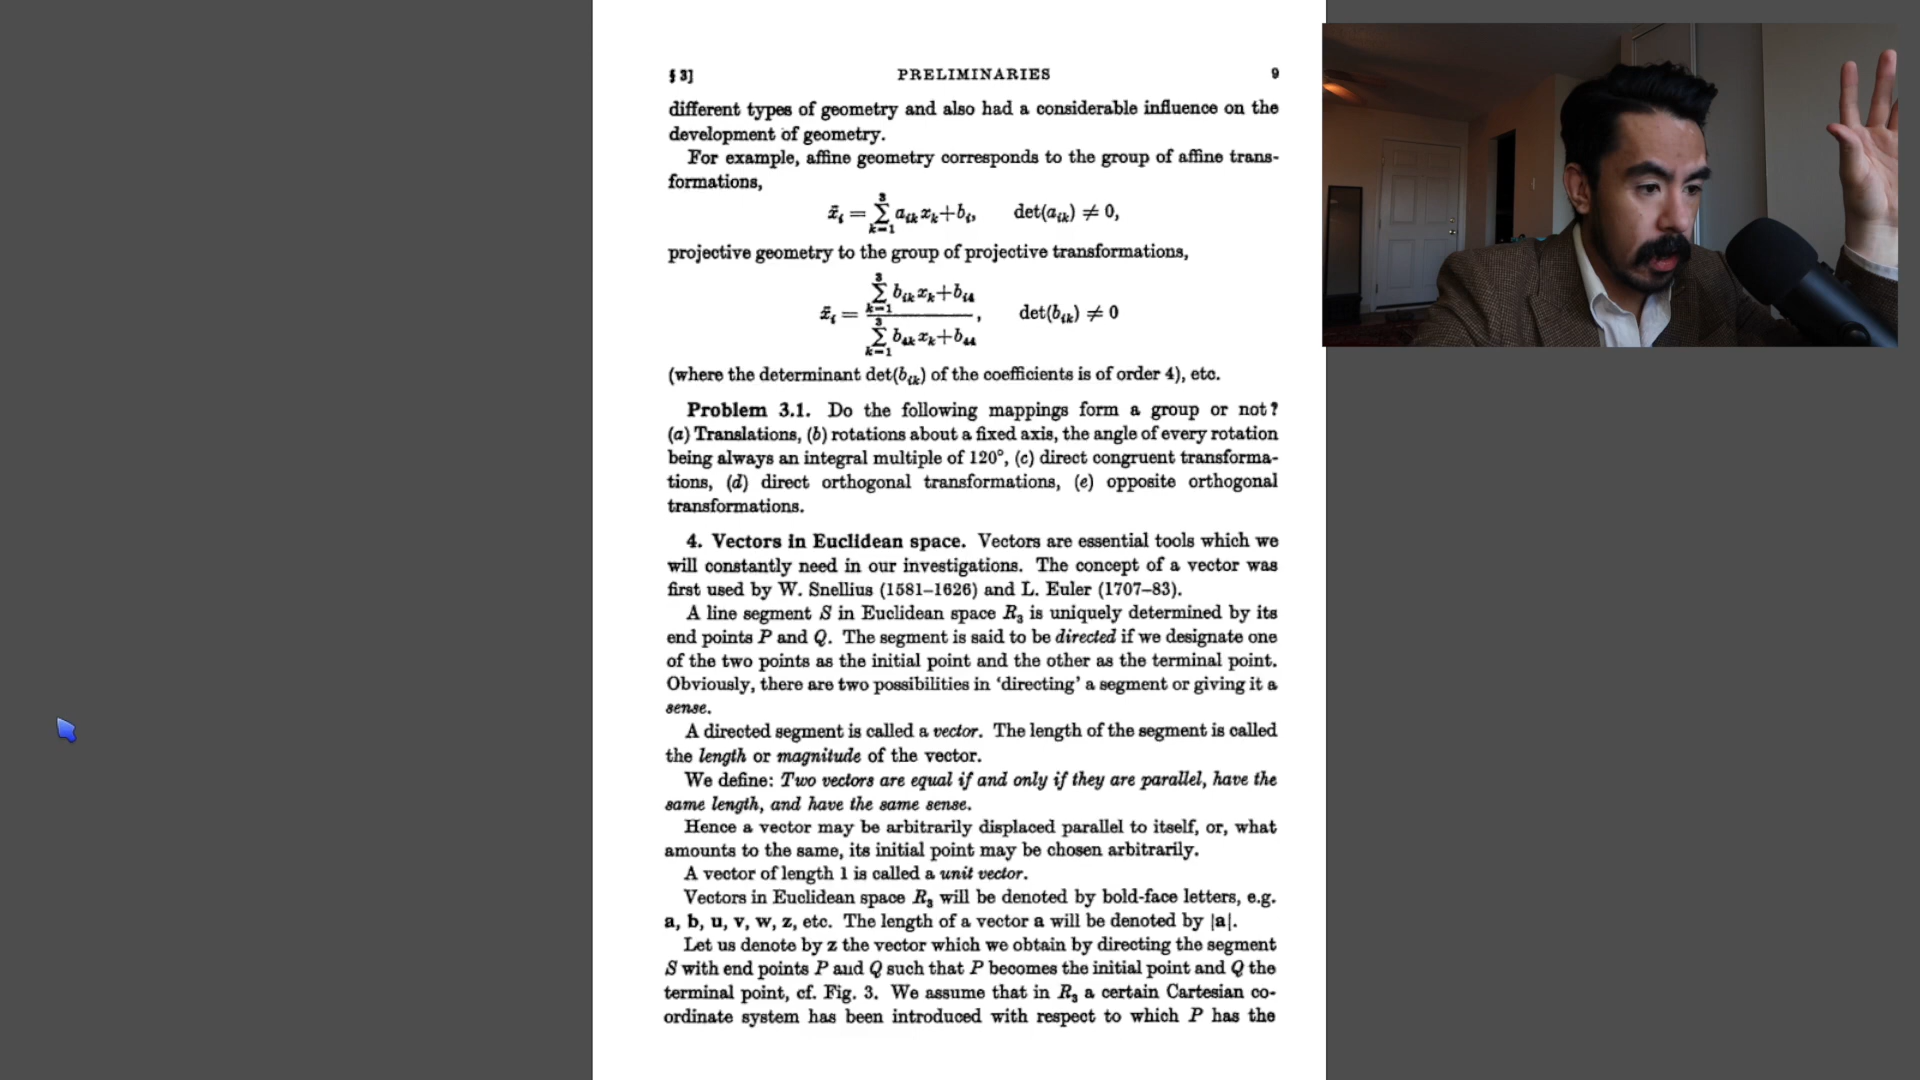 § 3] PRELIMINARIES 9
different types of geometry and also had a considerable influence on the
development of geometry.
For example, affine geometry corresponds to the group of affine trans-
formations,
x̄ᵢ = ∑ₖ₌₁³ aᵢₖxₖ+bᵢ, det(aᵢₖ) ≠ 0,
projective geometry to the group of projective transformations,
x̄ᵢ = (∑ₖ₌₁³ bᵢₖxₖ+bᵢ₄) / (∑ₖ₌₁³ b₄ₖxₖ+b₄₄), det(bᵢₖ) ≠ 0
(where the determinant det(bᵢₖ) of the coefficients is of order 4), etc.
Problem 3.1. Do the following mappings form a group or not?
(a) Translations, (b) rotations about a fixed axis, the angle of every rotation
being always an integral multiple of 120°, (c) direct congruent transforma-
tions, (d) direct orthogonal transformations, (e) opposite orthogonal
transformations.
4. Vectors in Euclidean space. Vectors are essential tools which we
will constantly need in our investigations. The concept of a vector was
first used by W. Snellius (1581–1626) and L. Euler (1707–83).
A line segment S in Euclidean space R₃ is uniquely determined by its
end points P and Q. The segment is said to be directed if we designate one
of the two points as the initial point and the other as the terminal point.
Obviously, there are two possibilities in ‘directing’ a segment or giving it a
sense.
A directed segment is called a vector. The length of the segment is called
the length or magnitude of the vector.
We define: Two vectors are equal if and only if they are parallel, have the
same length, and have the same sense.
Hence a vector may be arbitrarily displaced parallel to itself, or, what
amounts to the same, its initial point may be chosen arbitrarily.
A vector of length 1 is called a unit vector.
Vectors in Euclidean space R₃ will be denoted by bold-face letters, e.g.
a, b, u, v, w, z, etc. The length of a vector a will be denoted by |a|.
Let us denote by z the vector which we obtain by directing the segment
S with end points P and Q such that P becomes the initial point and Q the
terminal point, cf. Fig. 3. We assume that in R₃ a certain Cartesian co-
ordinate system has been introduced with respect to which P has the